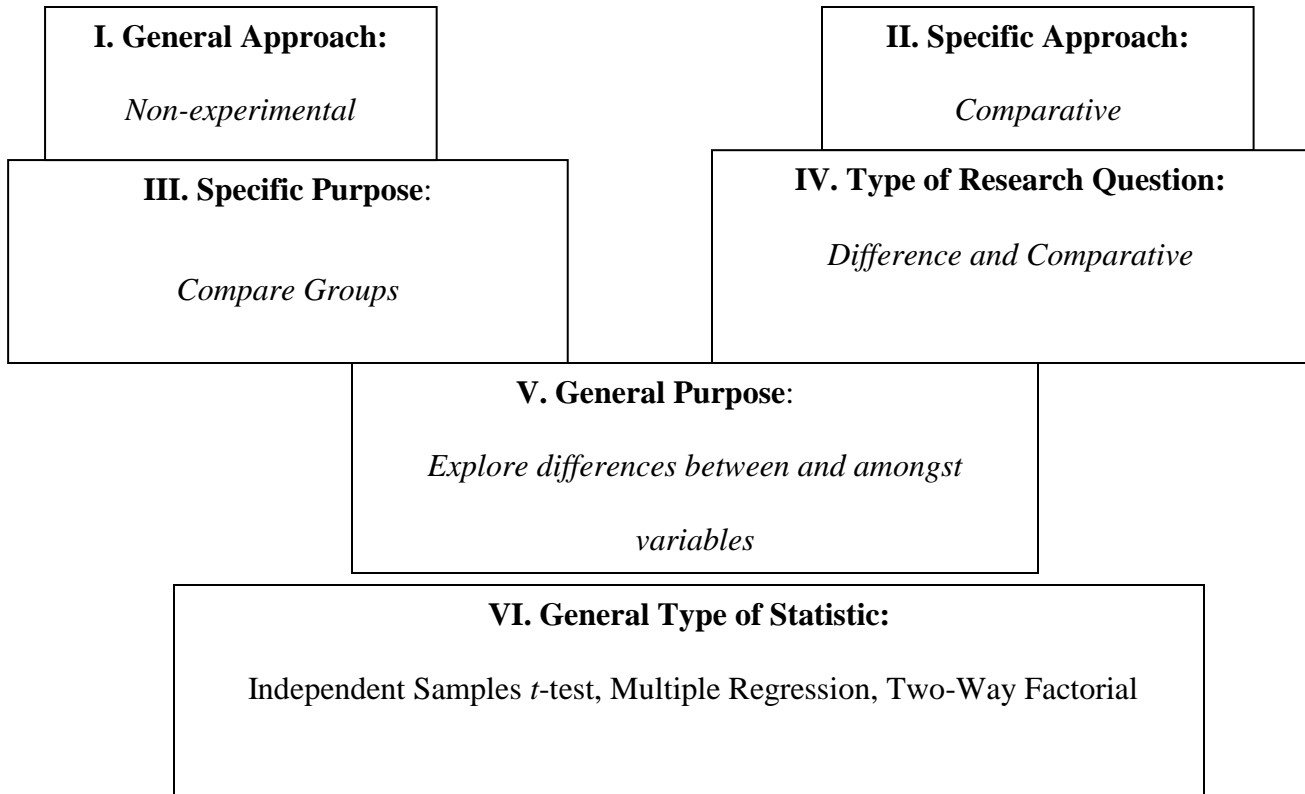 I. General Approach:
Non-experimental
II. Specific Approach:
Comparative
III. Specific Purpose:
Compare Groups
IV. Type of Research Question:
Difference and Comparative
V. General Purpose:
Explore differences between and amongst
variables
VI. General Type of Statistic:
Independent Samples t-test, Multiple Regression, Two-Way Factorial